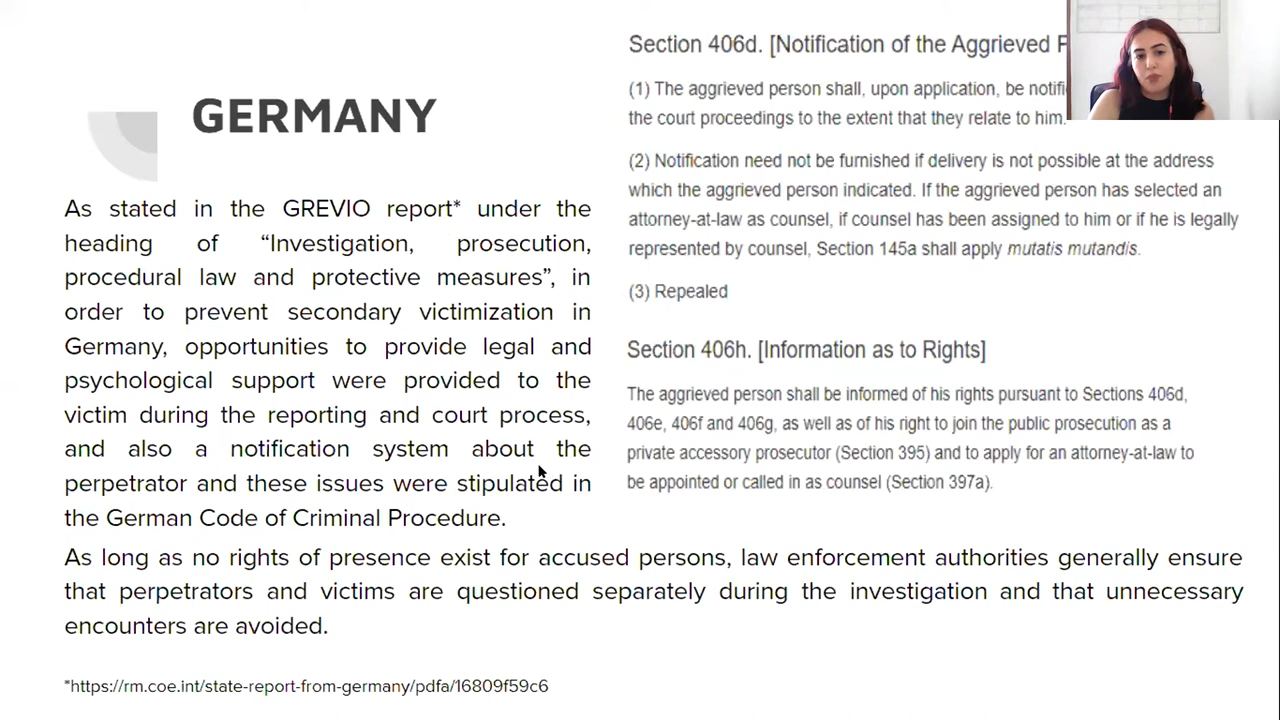 GERMANY
As stated in the GREVIO report* under the
heading of “Investigation, prosecution,
procedural law and protective measures”, in
order to prevent secondary victimization in
Germany, opportunities to provide legal and
psychological support were provided to the
victim during the reporting and court process,
and also a notification system about the
perpetrator and these issues were stipulated in
the German Code of Criminal Procedure.
As long as no rights of presence exist for accused persons, law enforcement authorities generally ensure
that perpetrators and victims are questioned separately during the investigation and that unnecessary
encounters are avoided.
*https://rm.coe.int/state-report-from-germany/pdfa/16809f59c6
Section 406d. [Notification of the Aggrieved
(1) The aggrieved person shall, upon application, be
the court proceedings to the extent that they relate to him.
(2) Notification need not be furnished if delivery is not possible at the address
which the aggrieved person indicated. If the aggrieved person has selected an
attorney-at-law as counsel, if counsel has been assigned to him or if he is legally
represented by counsel, Section 145a shall apply mutatis mutandis.
(3) Repealed
Section 406h. [Information as to Rights]
The aggrieved person shall be informed of his rights pursuant to Sections 406d,
406e, 406f and 406g, as well as of his right to join the public prosecution as a
private accessory prosecutor (Section 395) and to apply for an attorney-at-law to
be appointed or called in as counsel (Section 397a).